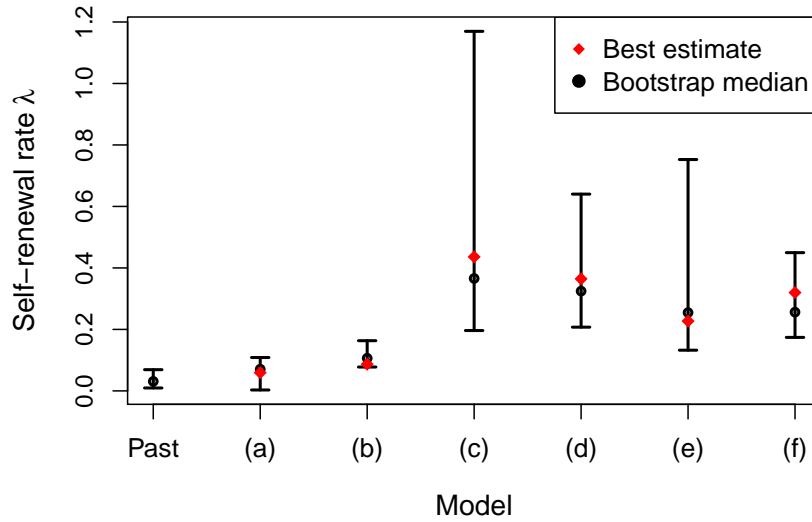 Best estimate
Bootstrap median
Self−renewal rate λ
1.2
1.0
0.8
0.6
0.4
0.2
0.0
Past (a) (b) (c) (d) (e) (f)
Model